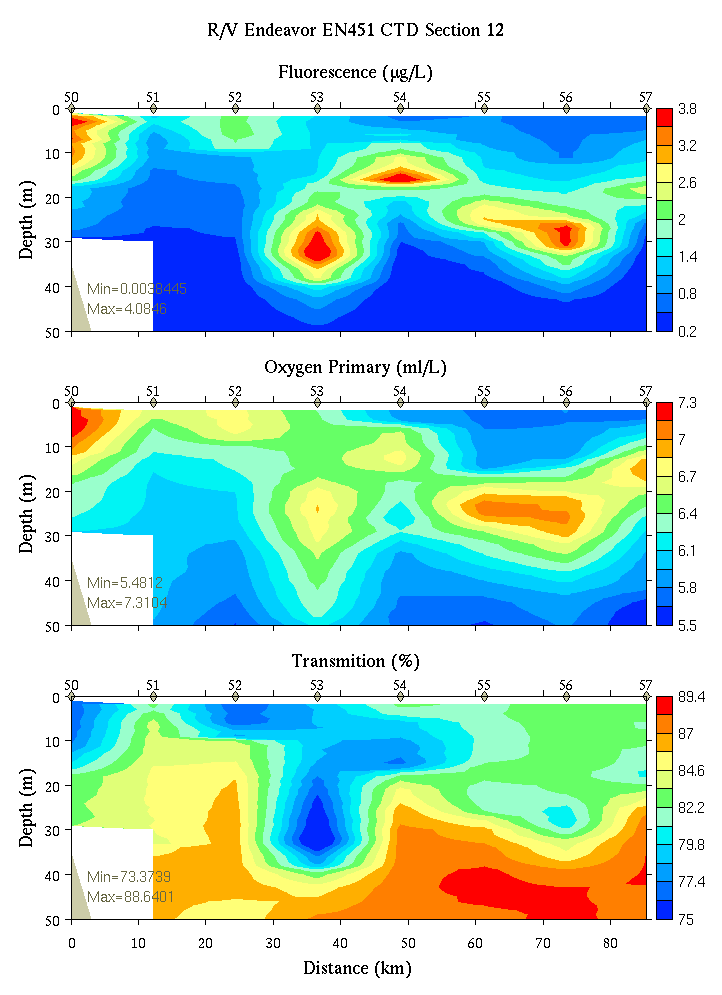 R/V Endeavor EN451 CTD Section 12
Fluorescence (µg/L)
50 51 52 53 54 55 56 57
0 3.8
10 3.2
20 2.6
Depth (m) 2
30 1.4
40 0.8
50 0.2
Min=0.0038445
Max=4.0846
Oxygen Primary (ml/L)
50 51 52 53 54 55 56 57
0 7.3
10 7
20 6.7
Depth (m) 6.4
30 6.1
40 5.8
50 5.5
Min=5.4812
Max=7.3104
Transmition (%)
50 51 52 53 54 55 56 57
0 89.4
10 87
20 84.6
Depth (m) 82.2
30 79.8
40 77.4
50 75
Min=73.3739
Max=88.6401
0 10 20 30 40 50 60 70 80
Distance (km)